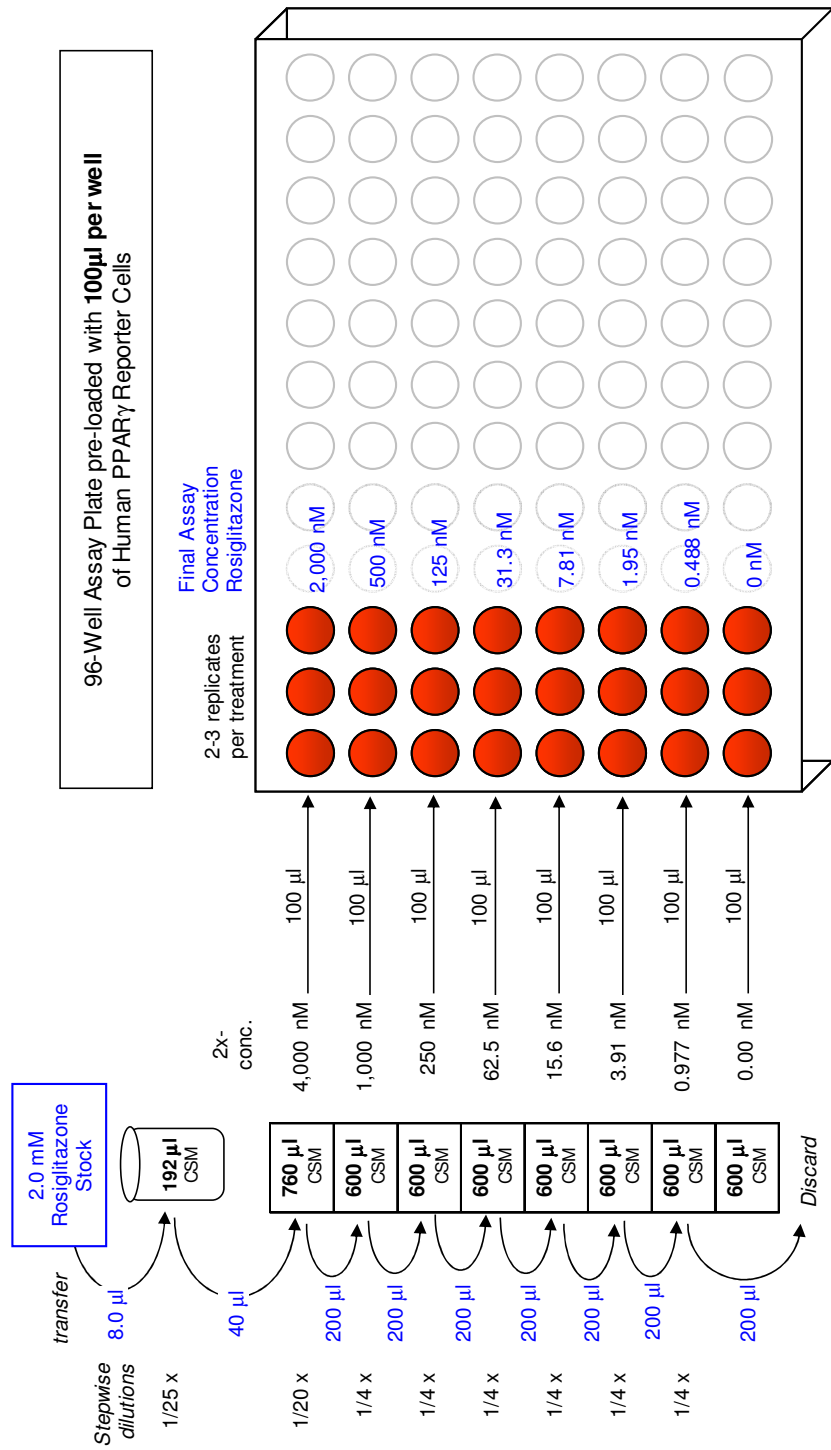 96-Well Assay Plate pre-loaded with 100µl per well
of Human PPARγ Reporter Cells
Stepwise
dilutions
transfer
2.0 mM
Rosiglitazone
Stock
1/25 x
8.0 µl
192 µl
CSM
40 µl
2x-
conc.
2-3 replicates
per treatment
Final Assay
Concentration
Rosiglitazone
1/20 x
760 µl
CSM
4,000 nM
100 µl
2,000 nM
200 µl
1/4 x
600 µl
CSM
1,000 nM
100 µl
500 nM
200 µl
1/4 x
600 µl
CSM
250 nM
100 µl
125 nM
200 µl
1/4 x
600 µl
CSM
62.5 nM
100 µl
31.3 nM
200 µl
1/4 x
600 µl
CSM
15.6 nM
100 µl
7.81 nM
200 µl
1/4 x
600 µl
CSM
3.91 nM
100 µl
1.95 nM
200 µl
1/4 x
600 µl
CSM
0.977 nM
100 µl
0.488 nM
200 µl
600 µl
CSM
0.00 nM
100 µl
0 nM
Discard